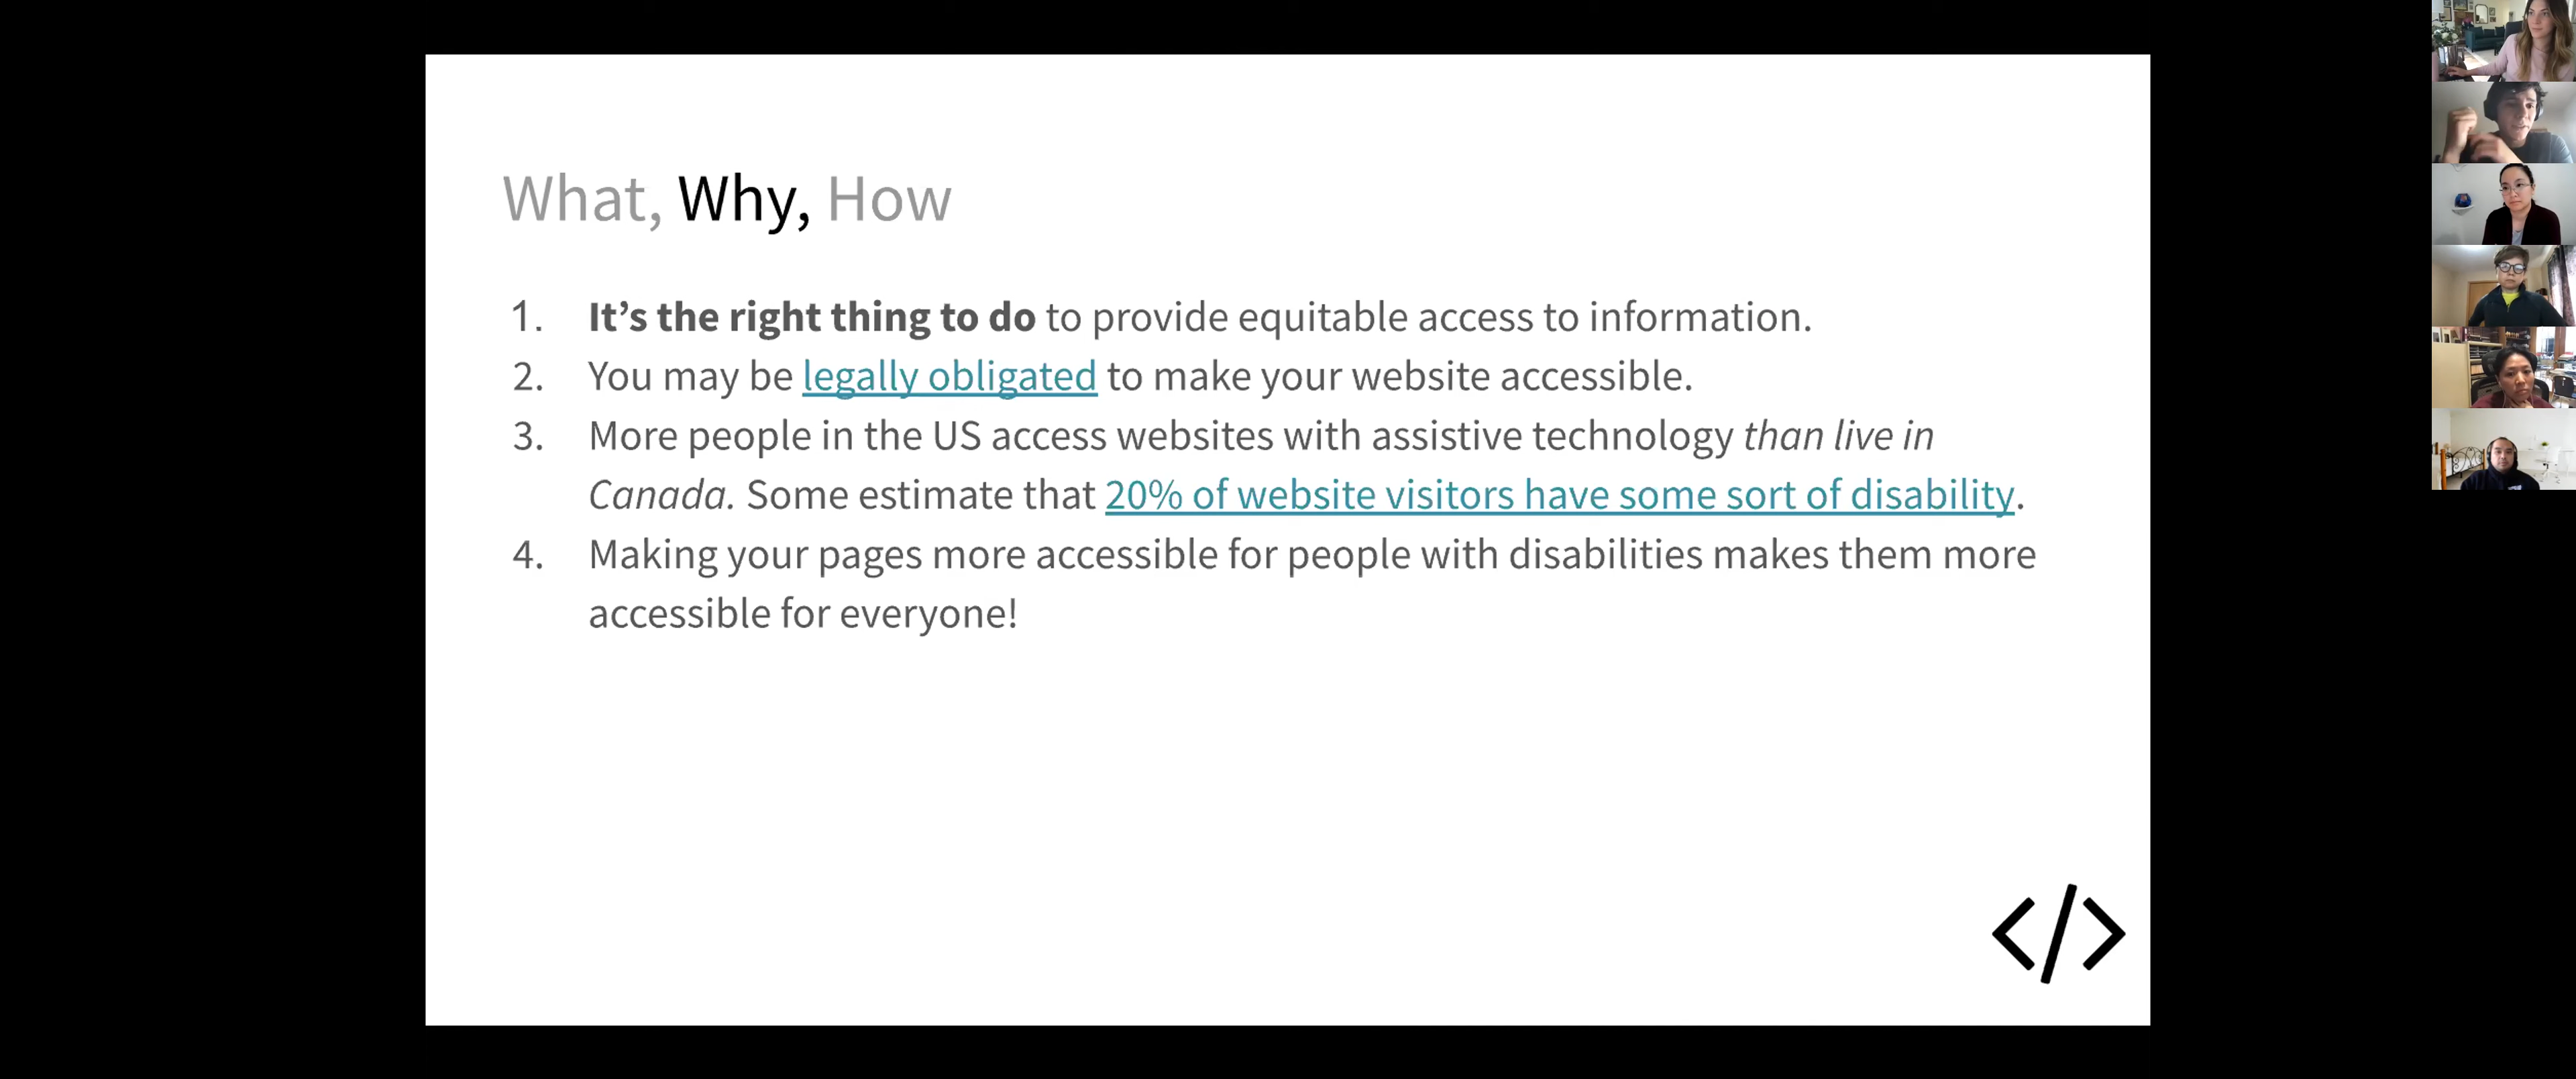 What, Why, How
1. It’s the right thing to do to provide equitable access to information.
2. You may be legally obligated to make your website accessible.
3. More people in the US access websites with assistive technology than live in
Canada. Some estimate that 20% of website visitors have some sort of disability.
4. Making your pages more accessible for people with disabilities makes them more
accessible for everyone!
</>